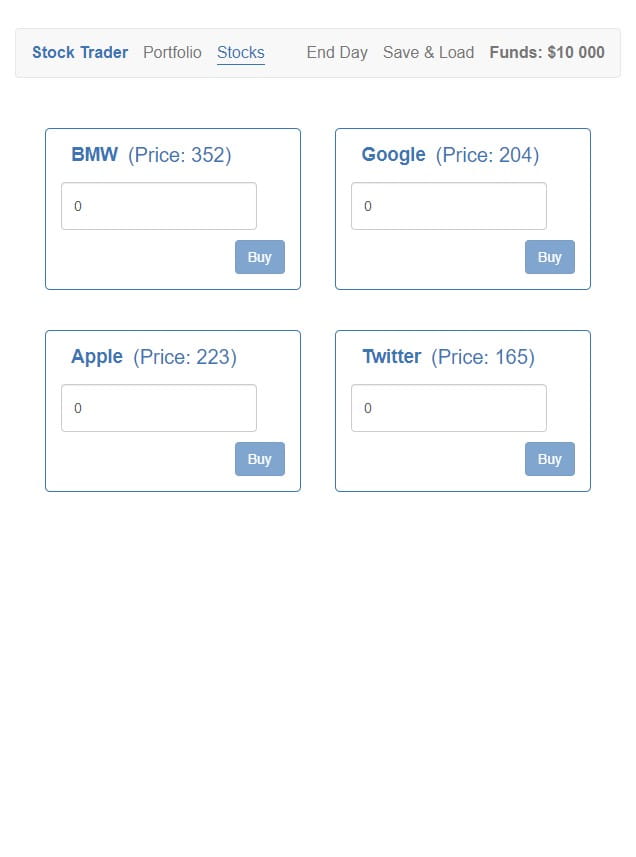 Stock Trader Portfolio Stocks End Day Save & Load Funds: $10 000
BMW (Price: 352)
0
Buy
Google (Price: 204)
0
Buy
Apple (Price: 223)
0
Buy
Twitter (Price: 165)
0
Buy